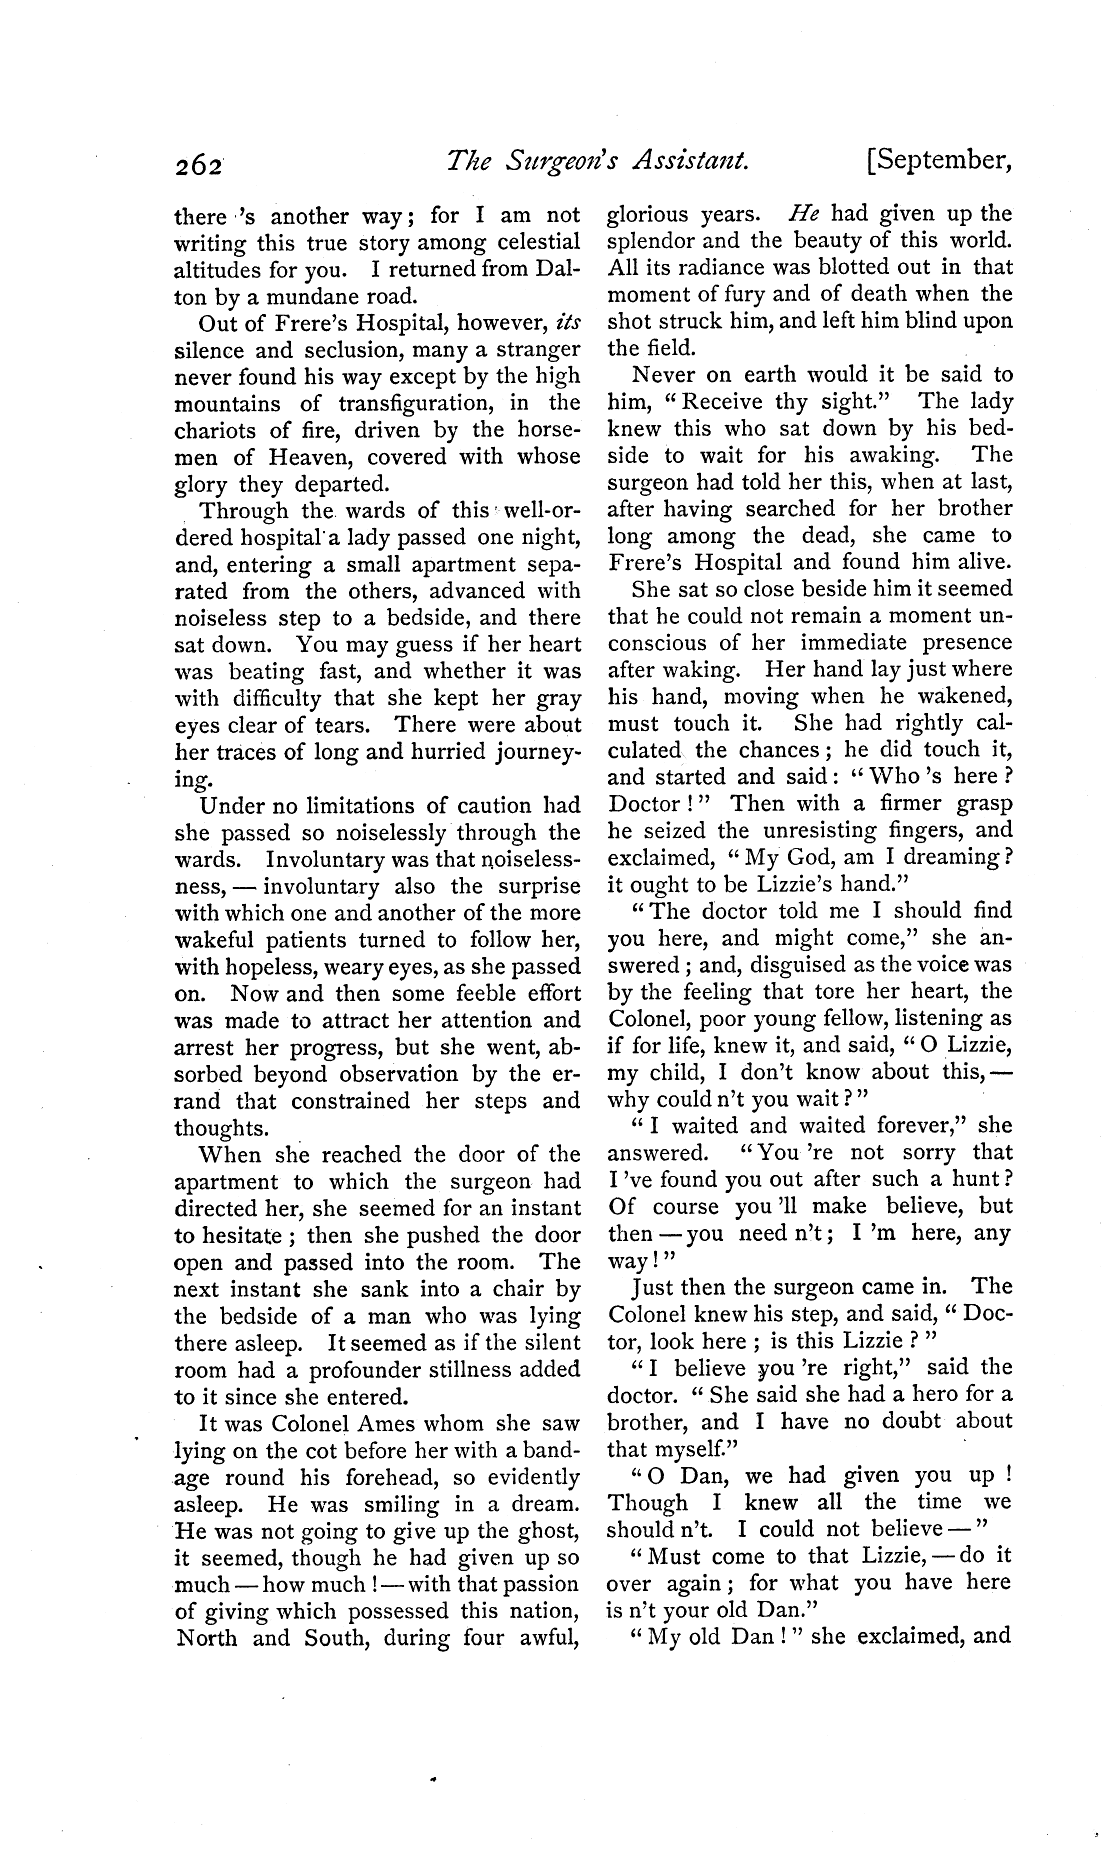 262 The Surgeon's Assistant. [September,
there 's another way; for I am not
writing this true story among celestial
altitudes for you. I returned from Dal-
ton by a mundane road.
Out of Frere's Hospital, however, its
silence and seclusion, many a stranger
never found his way except by the high
mountains of transfiguration, in the
chariots of fire, driven by the horse-
men of Heaven, covered with whose
glory they departed.
Through the wards of this well-or-
dered hospital a lady passed one night,
and, entering a small apartment sepa-
rated from the others, advanced with
noiseless step to a bedside, and there
sat down. You may guess if her heart
was beating fast, and whether it was
with difficulty that she kept her gray
eyes clear of tears. There were about
her traces of long and hurried journey-
ing.
Under no limitations of caution had
she passed so noiselessly through the
wards. Involuntary was that noiseless-
ness, — involuntary also the surprise
with which one and another of the more
wakeful patients turned to follow her,
with hopeless, weary eyes, as she passed
on. Now and then some feeble effort
was made to attract her attention and
arrest her progress, but she went, ab-
sorbed beyond observation by the er-
rand that constrained her steps and
thoughts.
When she reached the door of the
apartment to which the surgeon had
directed her, she seemed for an instant
to hesitate ; then she pushed the door
open and passed into the room. The
next instant she sank into a chair by
the bedside of a man who was lying
there asleep. It seemed as if the silent
room had a profounder stillness added
to it since she entered.
It was Colonel Ames whom she saw
lying on the cot before her with a band-
age round his forehead, so evidently
asleep. He was smiling in a dream.
He was not going to give up the ghost,
it seemed, though he had given up so
much — how much ! — with that passion
of giving which possessed this nation,
North and South, during four awful,
glorious years. He had given up the
splendor and the beauty of this world.
All its radiance was blotted out in that
moment of fury and of death when the
shot struck him, and left him blind upon
the field.
Never on earth would it be said to
him, "Receive thy sight." The lady
knew this who sat down by his bed-
side to wait for his awaking. The
surgeon had told her this, when at last,
after having searched for her brother
long among the dead, she came to
Frere's Hospital and found him alive.
She sat so close beside him it seemed
that he could not remain a moment un-
conscious of her immediate presence
after waking. Her hand lay just where
his hand, moving when he wakened,
must touch it. She had rightly cal-
culated the chances ; he did touch it,
and started and said : "Who 's here ?
Doctor !" Then with a firmer grasp
he seized the unresisting fingers, and
exclaimed, "My God, am I dreaming ?
it ought to be Lizzie's hand."
"The doctor told me I should find
you here, and might come," she an-
swered ; and, disguised as the voice was
by the feeling that tore her heart, the
Colonel, poor young fellow, listening as
if for life, knew it, and said, "O Lizzie,
my child, I don't know about this, —
why could n't you wait ?"
"I waited and waited forever," she
answered. "You 're not sorry that
I 've found you out after such a hunt ?
Of course you 'll make believe, but
then — you need n't ; I 'm here, any
way !"
Just then the surgeon came in. The
Colonel knew his step, and said, "Doc-
tor, look here ; is this Lizzie ?"
"I believe you 're right," said the
doctor. "She said she had a hero for a
brother, and I have no doubt about
that myself."
"O Dan, we had given you up !
Though I knew all the time we
should n't. I could not believe — "
"Must come to that Lizzie, — do it
over again ; for what you have here
is n't your old Dan."
"My old Dan !" she exclaimed, and